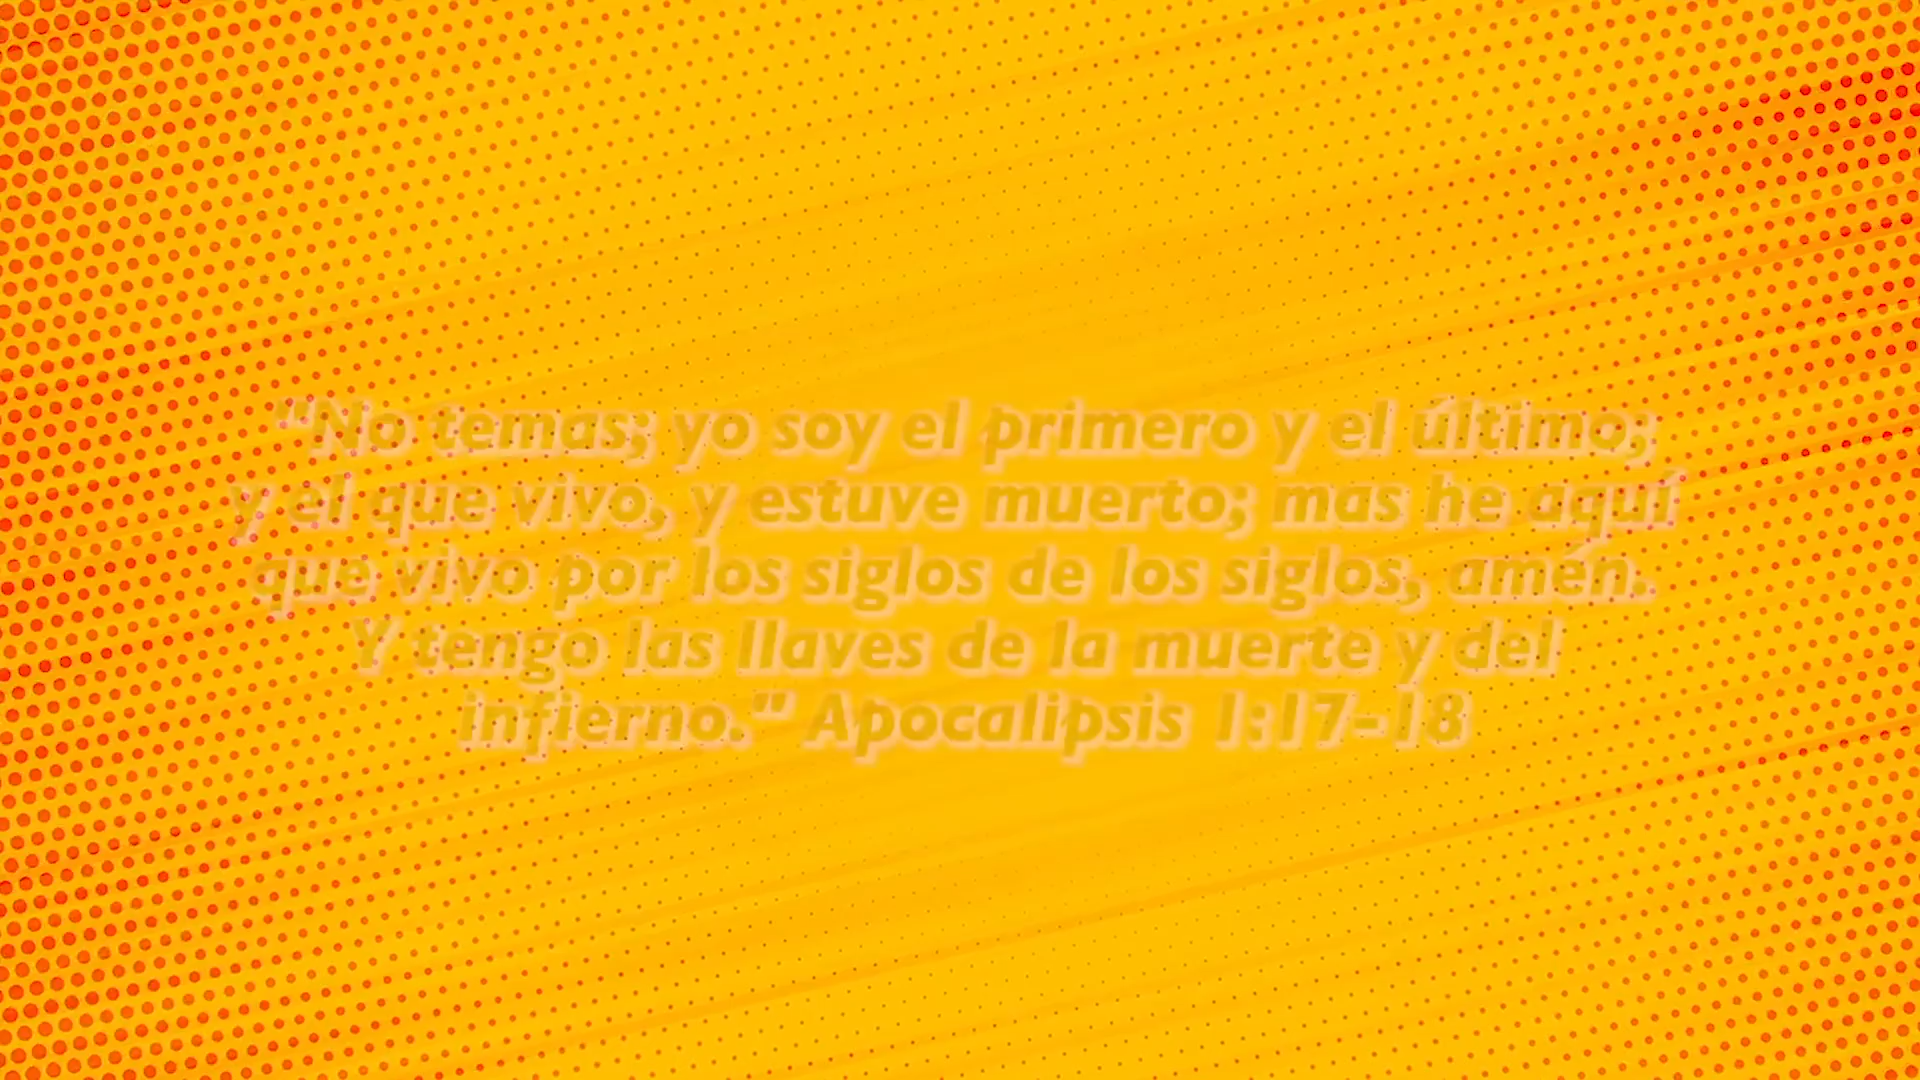 "No temas; yo soy el primero y el último;
y el que vivo, y estuve muerto; mas he aquí
que vivo por los siglos de los siglos, amén.
Y tengo las llaves de la muerte y del
infierno." Apocalipsis 1:17-18